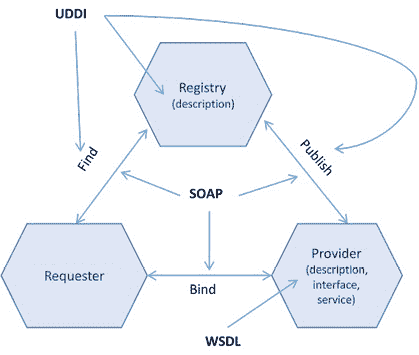 UDDI
Registry
(description)
Find
Publish
SOAP
Requester
Bind
Provider
(description,
interface,
service)
WSDL